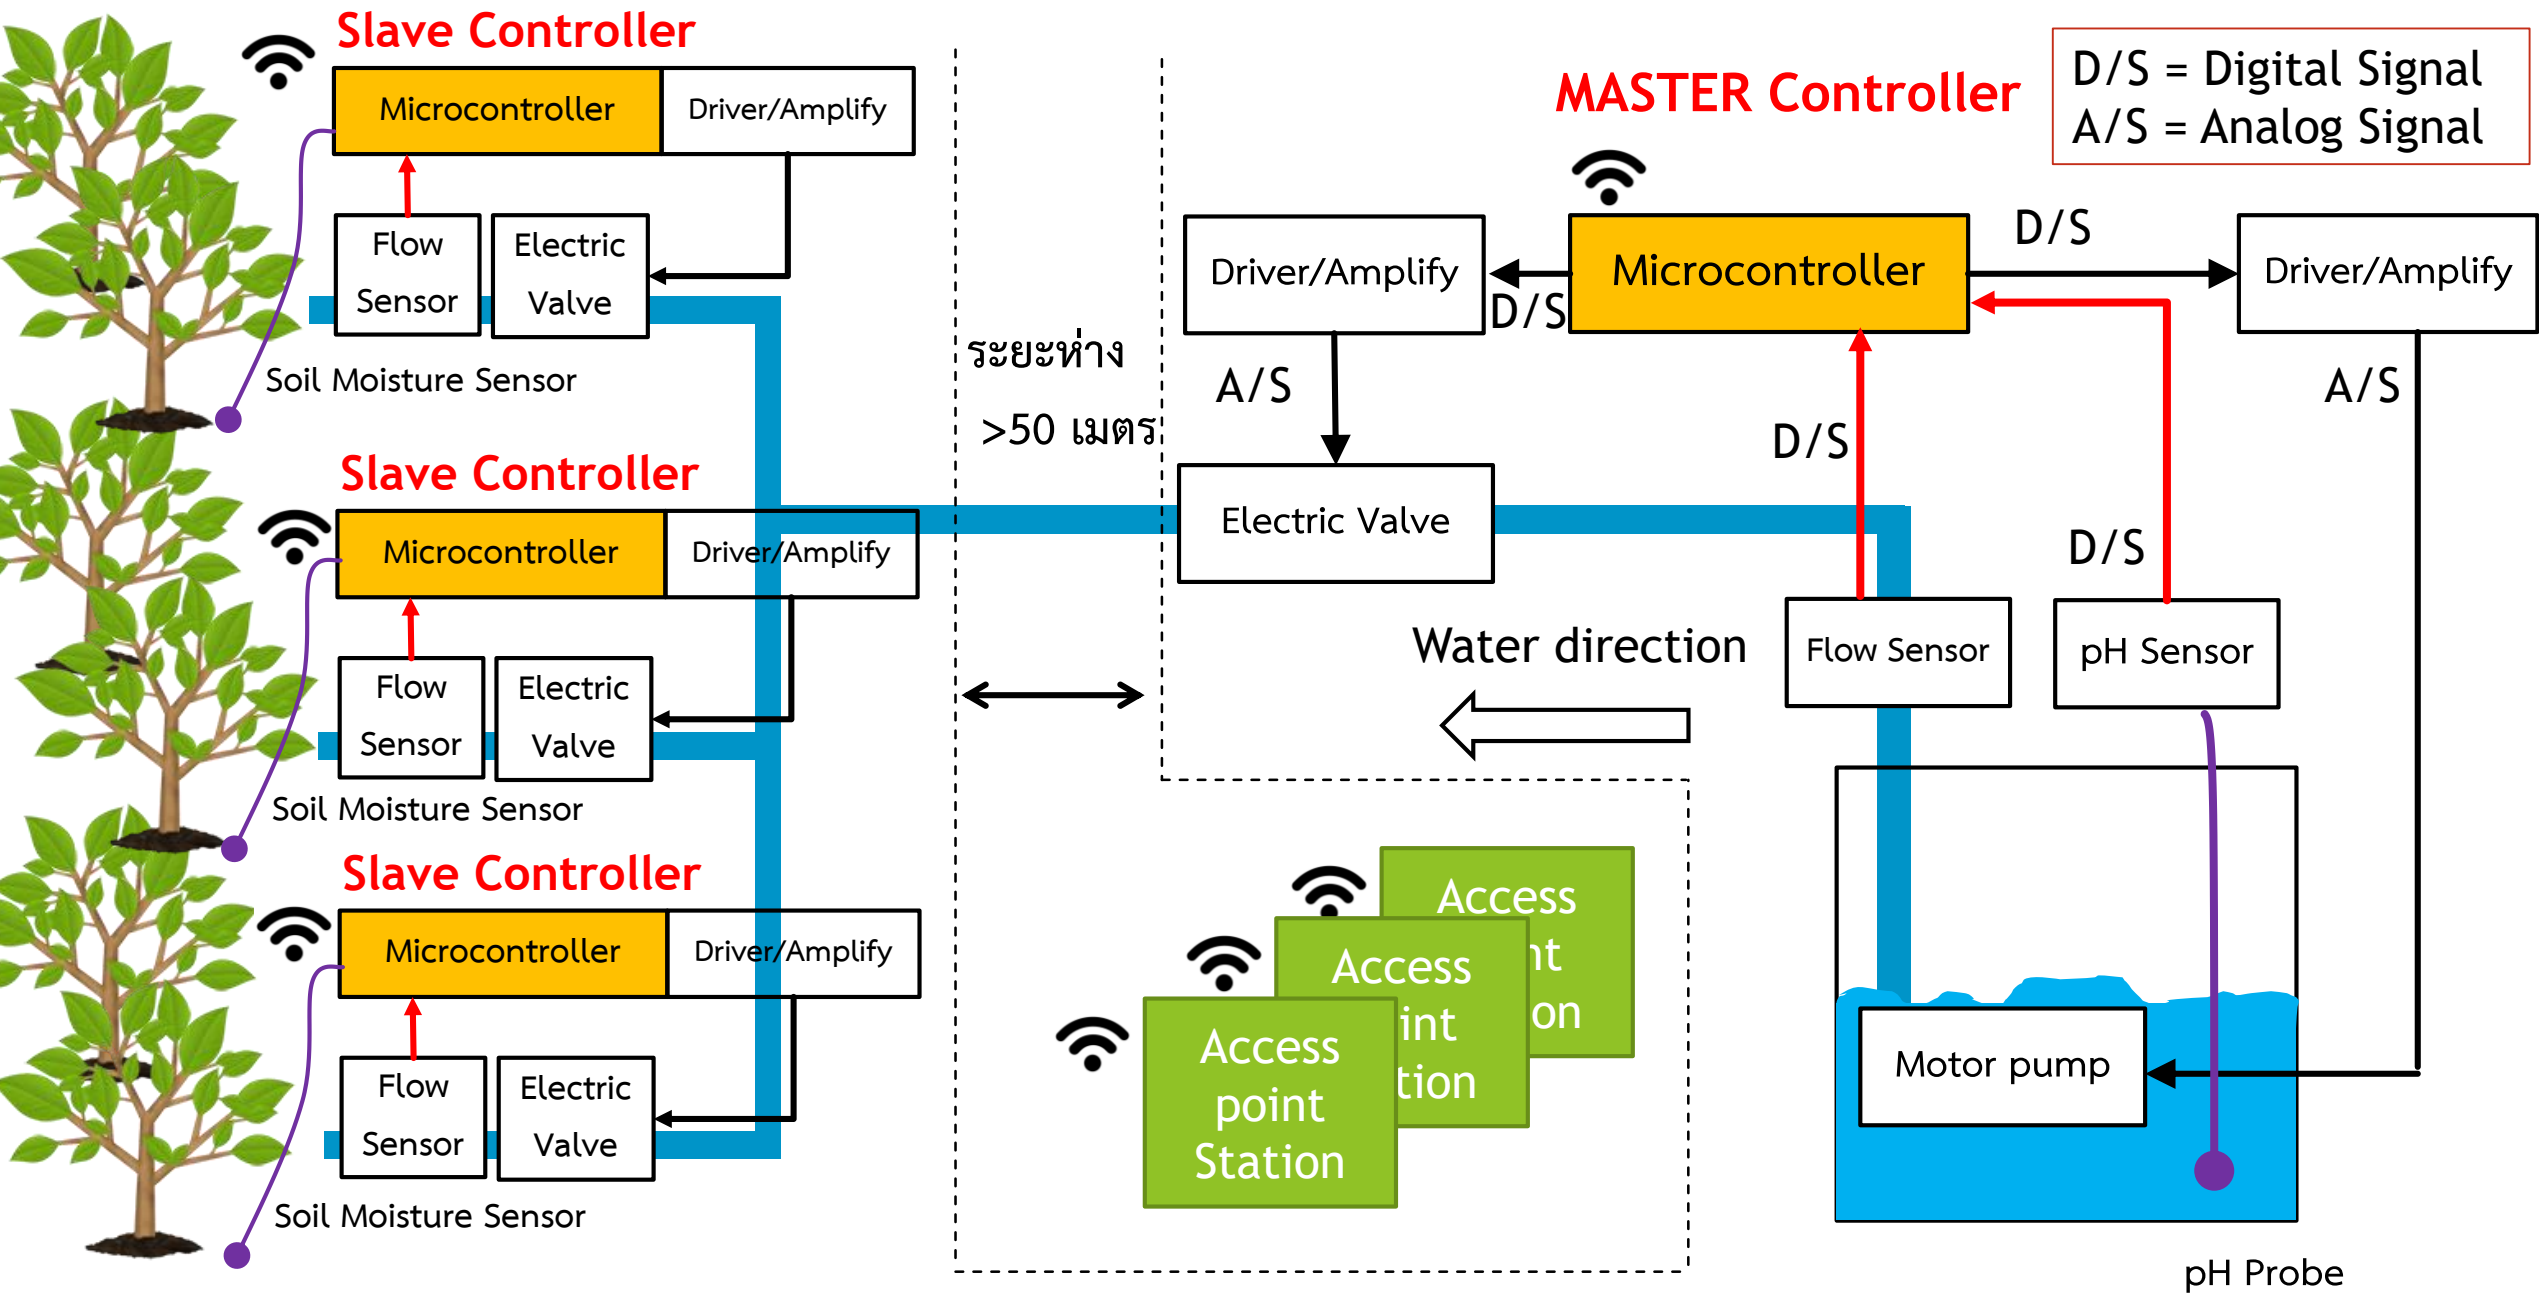 Slave Controller
Microcontroller
Driver/Amplify
Flow
Sensor
Electric
Valve
Soil Moisture Sensor
Slave Controller
Microcontroller
Driver/Amplify
Flow
Sensor
Electric
Valve
Soil Moisture Sensor
Slave Controller
Microcontroller
Driver/Amplify
Flow
Sensor
Electric
Valve
Soil Moisture Sensor
ระยะห่าง
>50 เมตร
MASTER Controller
D/S = Digital Signal
A/S = Analog Signal
Driver/Amplify
D/S
Microcontroller
D/S
Driver/Amplify
A/S
D/S
A/S
Electric Valve
D/S
Water direction
Flow Sensor
pH Sensor
Access
nt
on
Access
int
tion
Access
point
Station
Motor pump
pH Probe